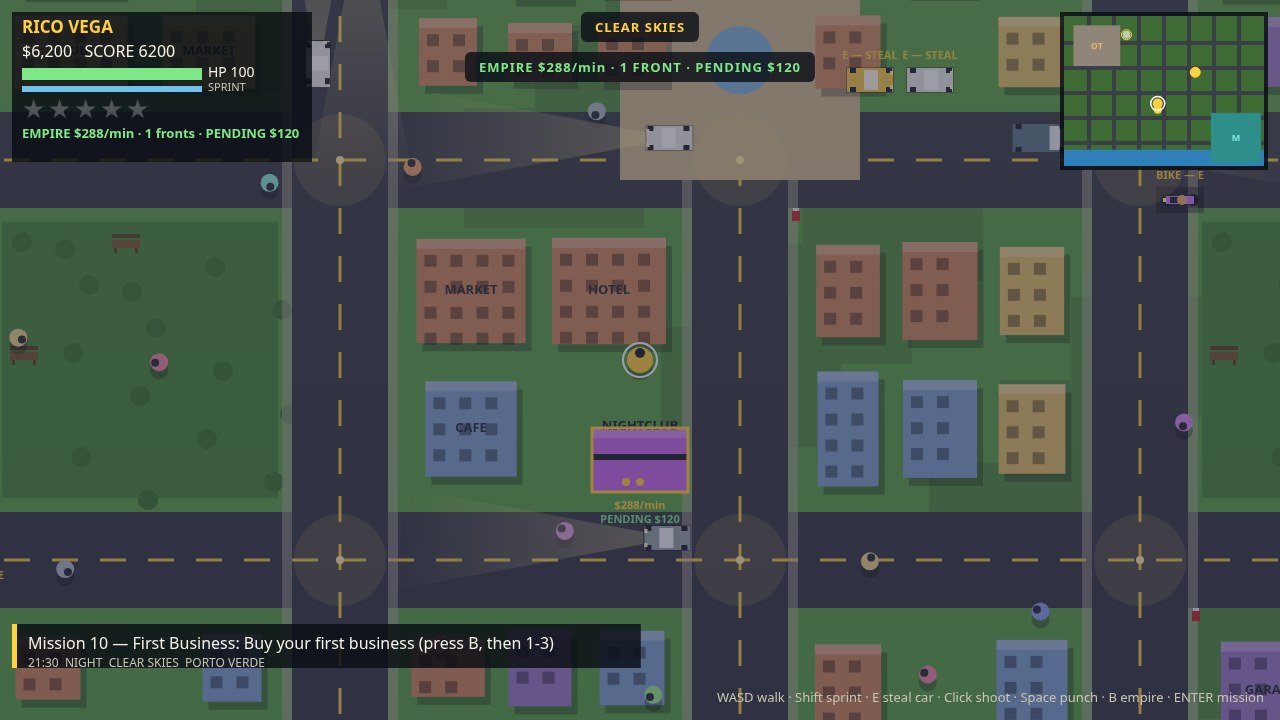 RICO VEGA
$6,200 SCORE 6200
HP 100
SPRINT
EMPIRE $288/min · 1 fronts · PENDING $120
MARKET
CLEAR SKIES
EMPIRE $288/min · 1 FRONT · PENDING $120
E — STEAL E — STEAL
OT
M
BIKE — E
MARKET
HOTEL
CAFE
NIGHTCLUB
$288/min
PENDING $120
E
Mission 10 — First Business: Buy your first business (press B, then 1-3)
21:30 NIGHT CLEAR SKIES PORTO VERDE
GARA
WASD walk · Shift sprint · E steal car · Click shoot · Space punch · B empire · ENTER mission